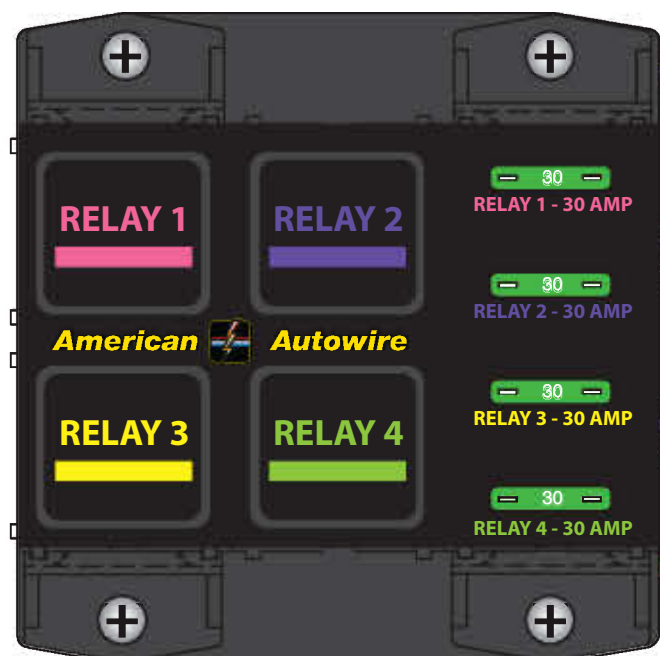 RELAY 1
RELAY 2
30
RELAY 1 - 30 AMP
30
RELAY 2 - 30 AMP
American Autowire
RELAY 3
RELAY 4
30
RELAY 3 - 30 AMP
30
RELAY 4 - 30 AMP